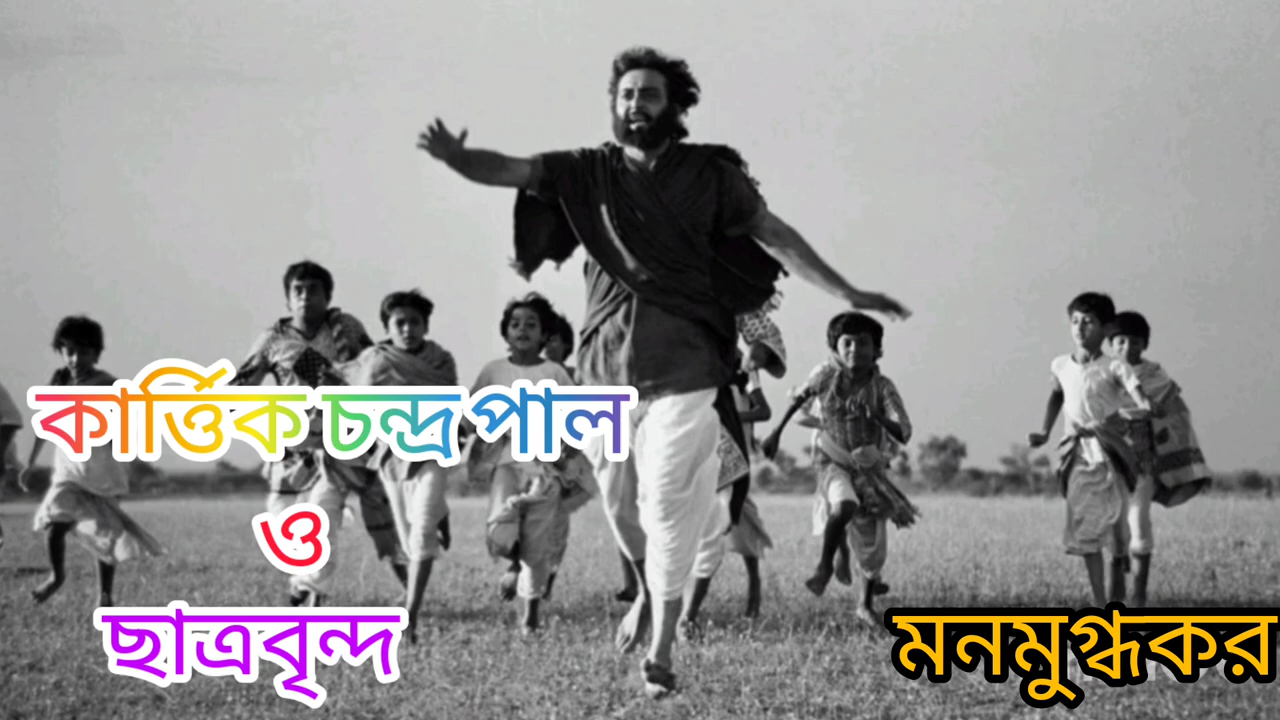 কার্ত্তিক চন্দ্র পাল
ও
ছাত্রবৃন্দ
মনমুগ্ধকর